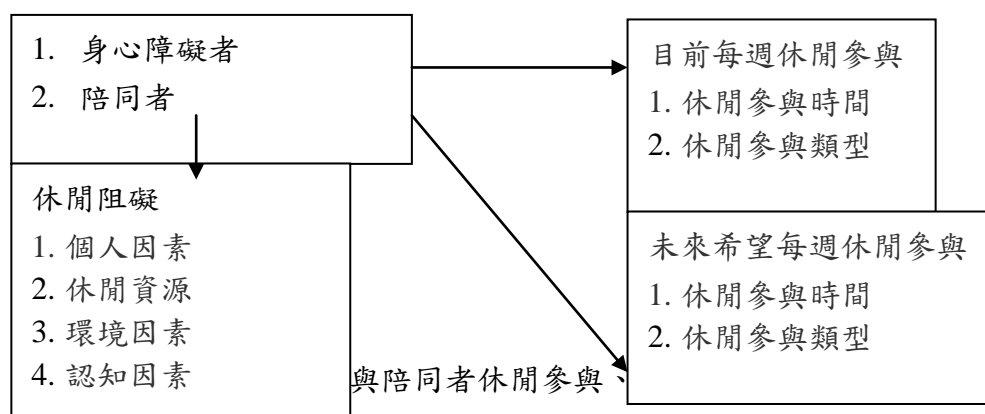 1. 身心障礙者
2. 陪同者
目前每週休閒參與
1. 休閒參與時間
2. 休閒參與類型
休閒阻礙
1. 個人因素
2. 休閒資源
3. 環境因素
4. 認知因素
未來希望每週休閒參與
1. 休閒參與時間
2. 休閒參與類型
與陪同者休閒參與、